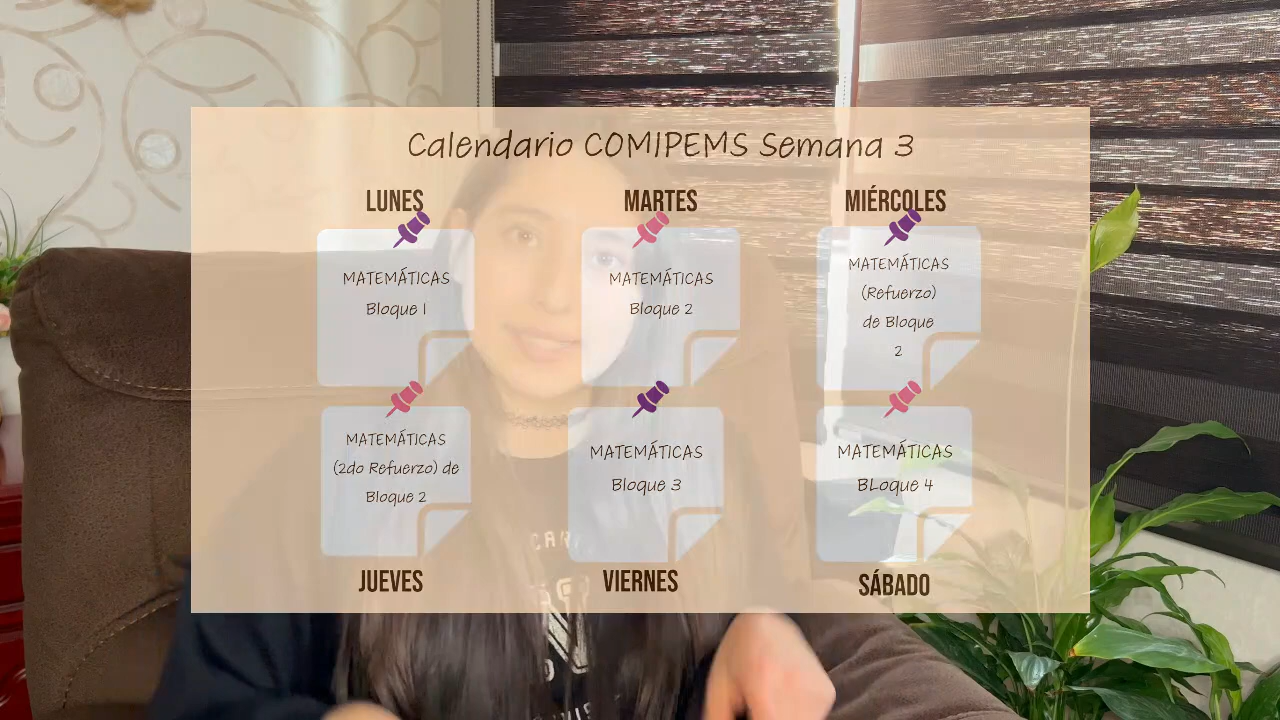 Calendario COMIPEMS Semana 3
LUNES
MARTES
MIÉRCOLES
MATEMÁTICAS
Bloque 1
MATEMÁTICAS
Bloque 2
MATEMÁTICAS
(Refuerzo)
de Bloque
2
MATEMÁTICAS
(2do Refuerzo) de
Bloque 2
MATEMÁTICAS
Bloque 3
MATEMÁTICAS
BLoque 4
JUEVES
VIERNES
SÁBADO